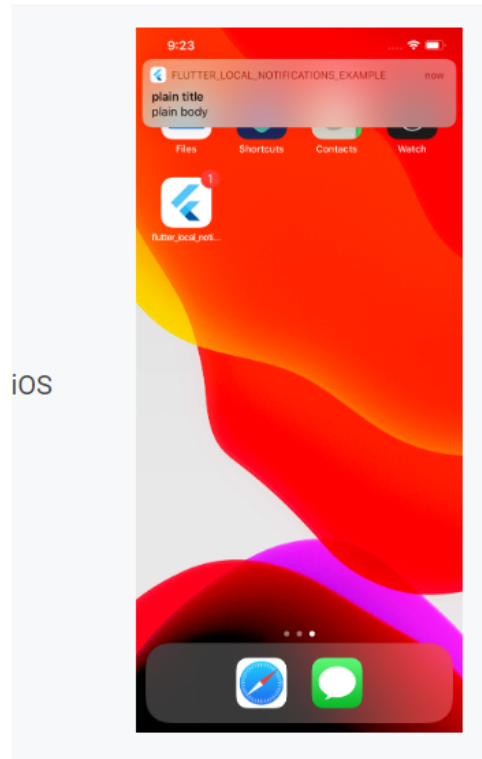 9:23
FLUTTER_LOCAL_NOTIFICATIONS_EXAMPLE now
plain title
plain body
Files Shortcuts Contacts Watch
1
flutter_local_noti...
iOS